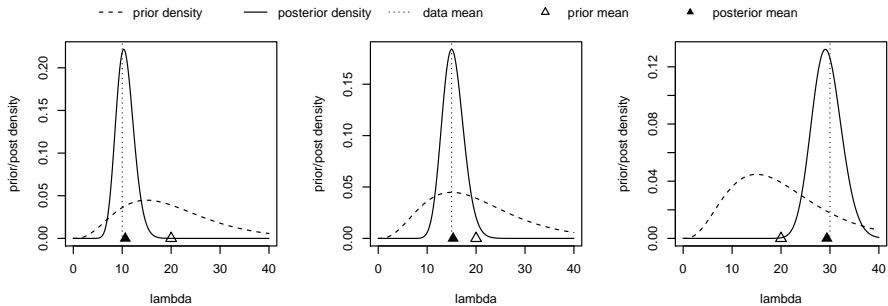 prior density posterior density data mean prior mean posterior mean
prior/post density
0.00 0.05 0.10 0.15 0.20
0 10 20 30 40
lambda
prior/post density
0.00 0.05 0.10 0.15
0 10 20 30 40
lambda
prior/post density
0.00 0.04 0.08 0.12
0 10 20 30 40
lambda